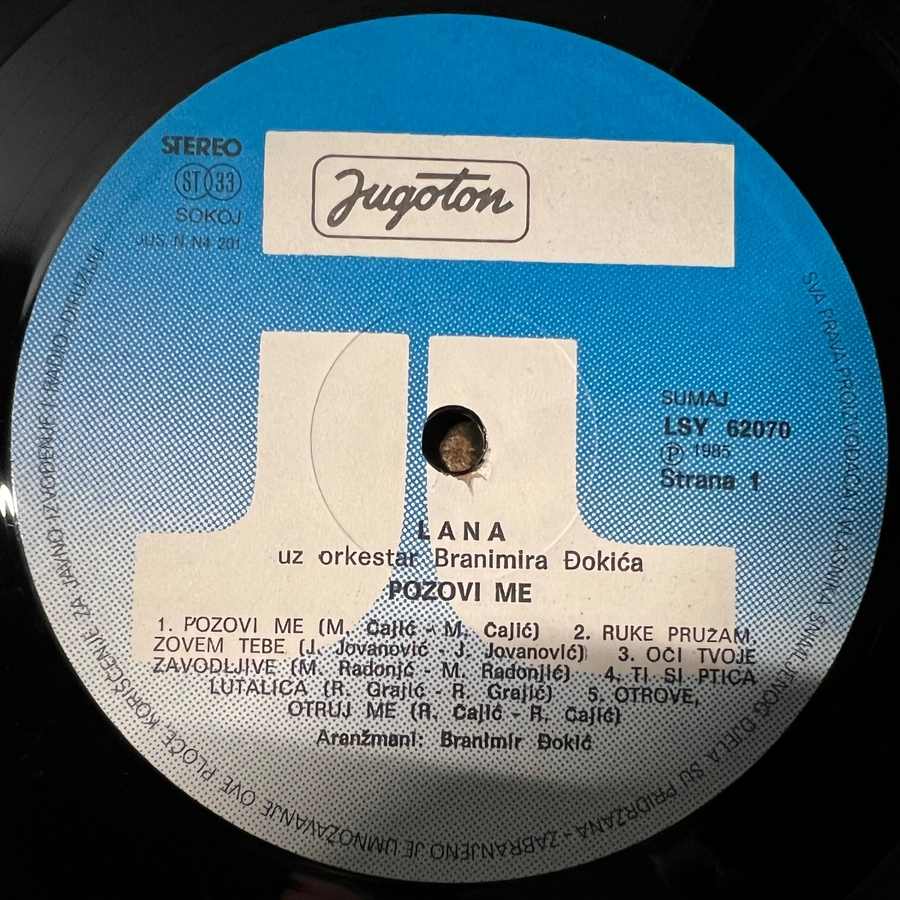 STEREO
ST 33
SOKOJ
JUS N. N4 201
Jugoton
SUMAJ
LSY 62070
Ⓟ 1985
Strana 1
LANA
uz orkestar Branimira Đokića
POZOVI ME
1. POZOVI ME (M. Cajić - M. Cajić) 2. RUKE PRUŽAM,
ZOVEM TEBE (J. Jovanović - J. Jovanović) 3. OČI TVOJE
ZAVODLJIVE (M. Radonjić - M. Radonjić) 4. TI SI PTICA
LUTALICA (R. Grajić - R. Grajić) 5. OTROVE,
OTRUJ ME (R. Cajić - R. Cajić)
Aranžmani: Branimir Đokić
SVA PRAVA PROIZVOĐAČA I VLASNIKA SNIMLJENOG DJELA SU PRIDRŽANA - ZABRANJENO JE UMNOŽAVANJE OVE PLOČE, KORIŠĆENJE ZA JAVNO IZVOĐENJE I RADIO-DIFUZIJU